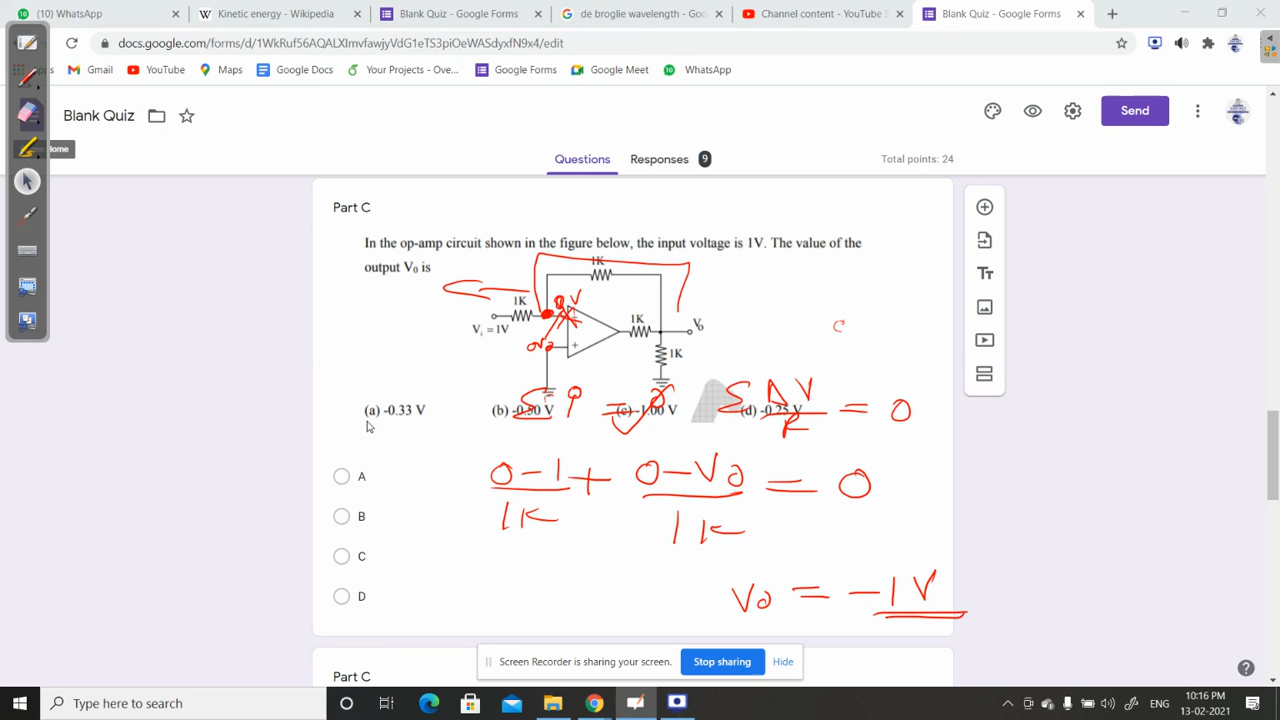 (10) WhatsApp
Kinetic energy - Wikipedia
Blank Quiz - Google Forms
de broglie wavelength - Goo
Channel content - YouTube S
Blank Quiz - Google Forms
docs.google.com/forms/d/1WkRuf56AQALXImvfawjyVdG1eTS3piOeWASdyxfN9x4/edit
Gmail
YouTube
Maps
Google Docs
Your Projects - Ove...
Google Forms
Google Meet
WhatsApp
Blank Quiz
Send
Questions
Responses 9
Total points: 24
Part C
In the op-amp circuit shown in the figure below, the input voltage is 1V. The value of the
output V0 is
1K
1K
Vi = 1V
1K
V0
+
1K
0V
Σ i = 0
Σ ΔV/R = 0
(a) -0.33 V
(b) -0.50 V
(c) -1.00 V
(d) -0.25 V
0-1/1K + 0-V0/1K = 0
V0 = -1V
A
B
C
D
Screen Recorder is sharing your screen.
Stop sharing
Hide
Part C
Type here to search
ENG
10:16 PM
13-02-2021